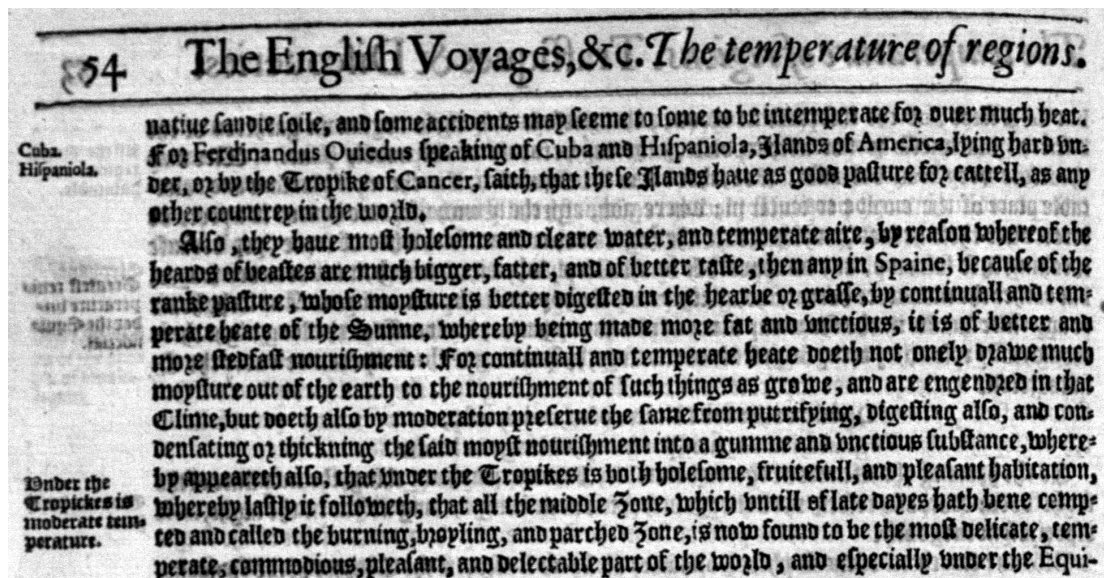 54 The Engliſh Voyages,&c. The temperature of regions.
natiue ſandie ſoile, and ſome accidents may ſeeme to ſome to be intemperate for ouer much heat.
Cuba.
Hiſpaniola.
For Ferdinandus Ouiedus ſpeaking of Cuba and Hiſpaniola, Ilands of America, lying hard vn-
der, or by the Tropike of Cancer, ſaith, that theſe Ilands haue as good paſture for cattell, as any
other countrey in the world.
Alſo, they haue moſt holeſome and cleare water, and temperate aire, by reaſon whereof the
heards of beaſtes are much bigger, fatter, and of better taſte, then any in Spaine, becauſe of the
ranke paſture, whoſe moyſture is better digeſted in the hearbe or graſſe, by continuall and tem-
perate heate of the Sunne, whereby being made more fat and vnctious, it is of better and
more ſtedfaſt nouriſhment: For continuall and temperate heate doeth not onely drawe much
moyſture out of the earth to the nouriſhment of ſuch things as growe, and are engendred in that
Clime, but doeth alſo by moderation preſerue the ſame from putrifying, digeſting alſo, and con-
denſating or thickning the ſaid moyſt nouriſhment into a gumme and vnctious ſubſtance, where-
by appeareth alſo, that vnder the Tropikes is both holeſome, fruitefull, and pleaſant habitation,
Vnder the
Tropickes is
moderate tem-
perature.
whereby laſtly it followeth, that all the middle Zone, which vntill of late dayes hath bene comp-
ted and called the burning, broyling, and parched Zone, is now found to be the moſt delicate, tem-
perate, commodious, pleaſant, and delectable part of the world, and eſpecially vnder the Equi-